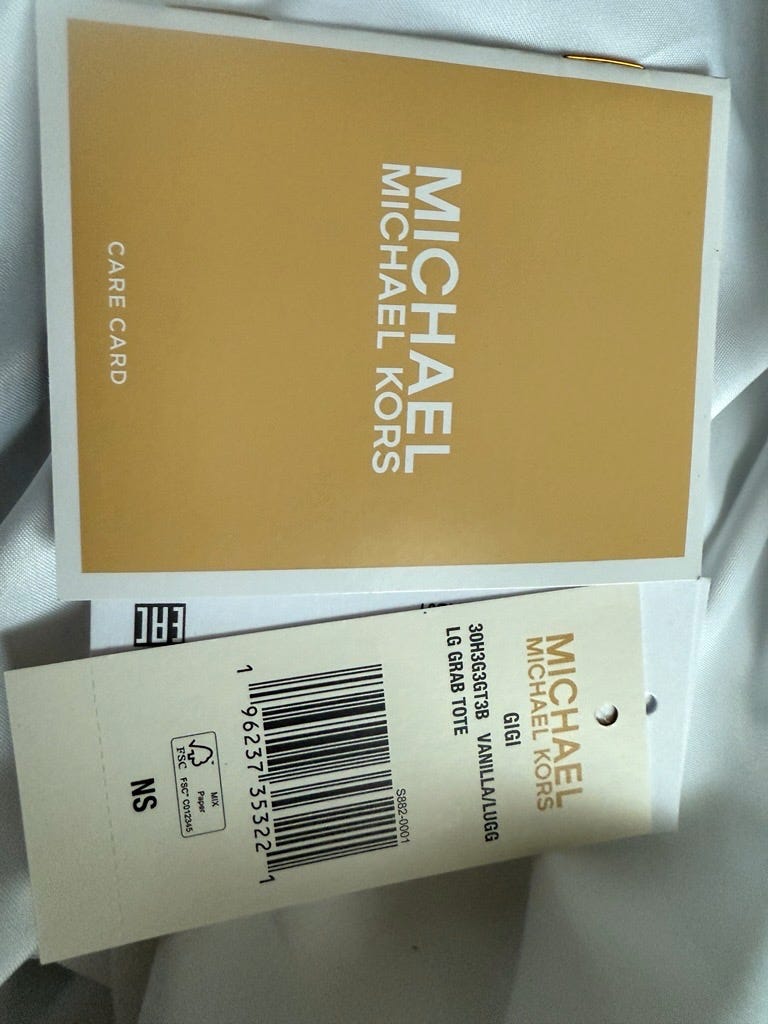 MICHAEL
MICHAEL KORS
CARE CARD
MICHAEL
MICHAEL KORS
GIGI
30H3G3GT3B VANILLA/LUGG
LG GRAB TOTE
S882-0001
1 96237 35322 1
MIX
Paper
FSC
FSC™ C012345
NS